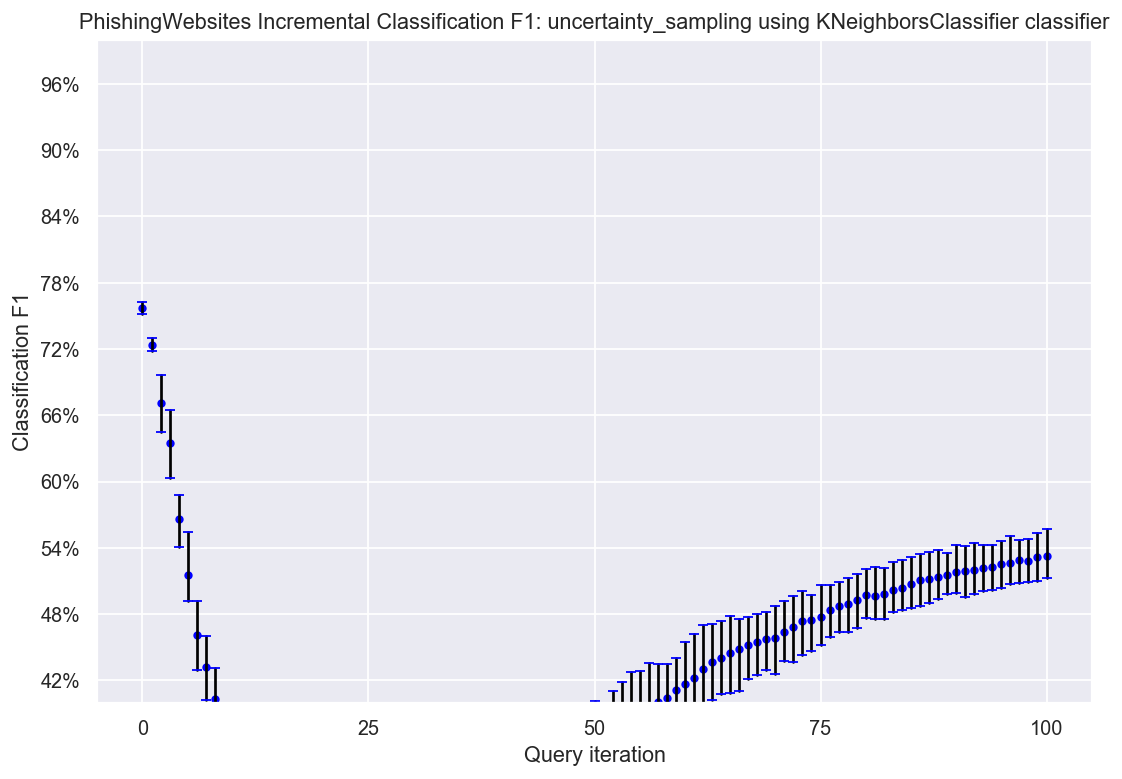 PhishingWebsites Incremental Classification F1: uncertainty_sampling using KNeighborsClassifier classifier
96%
90%
84%
78%
72%
66%
60%
54%
48%
42%
Classification F1
0 25 50 75 100
Query iteration